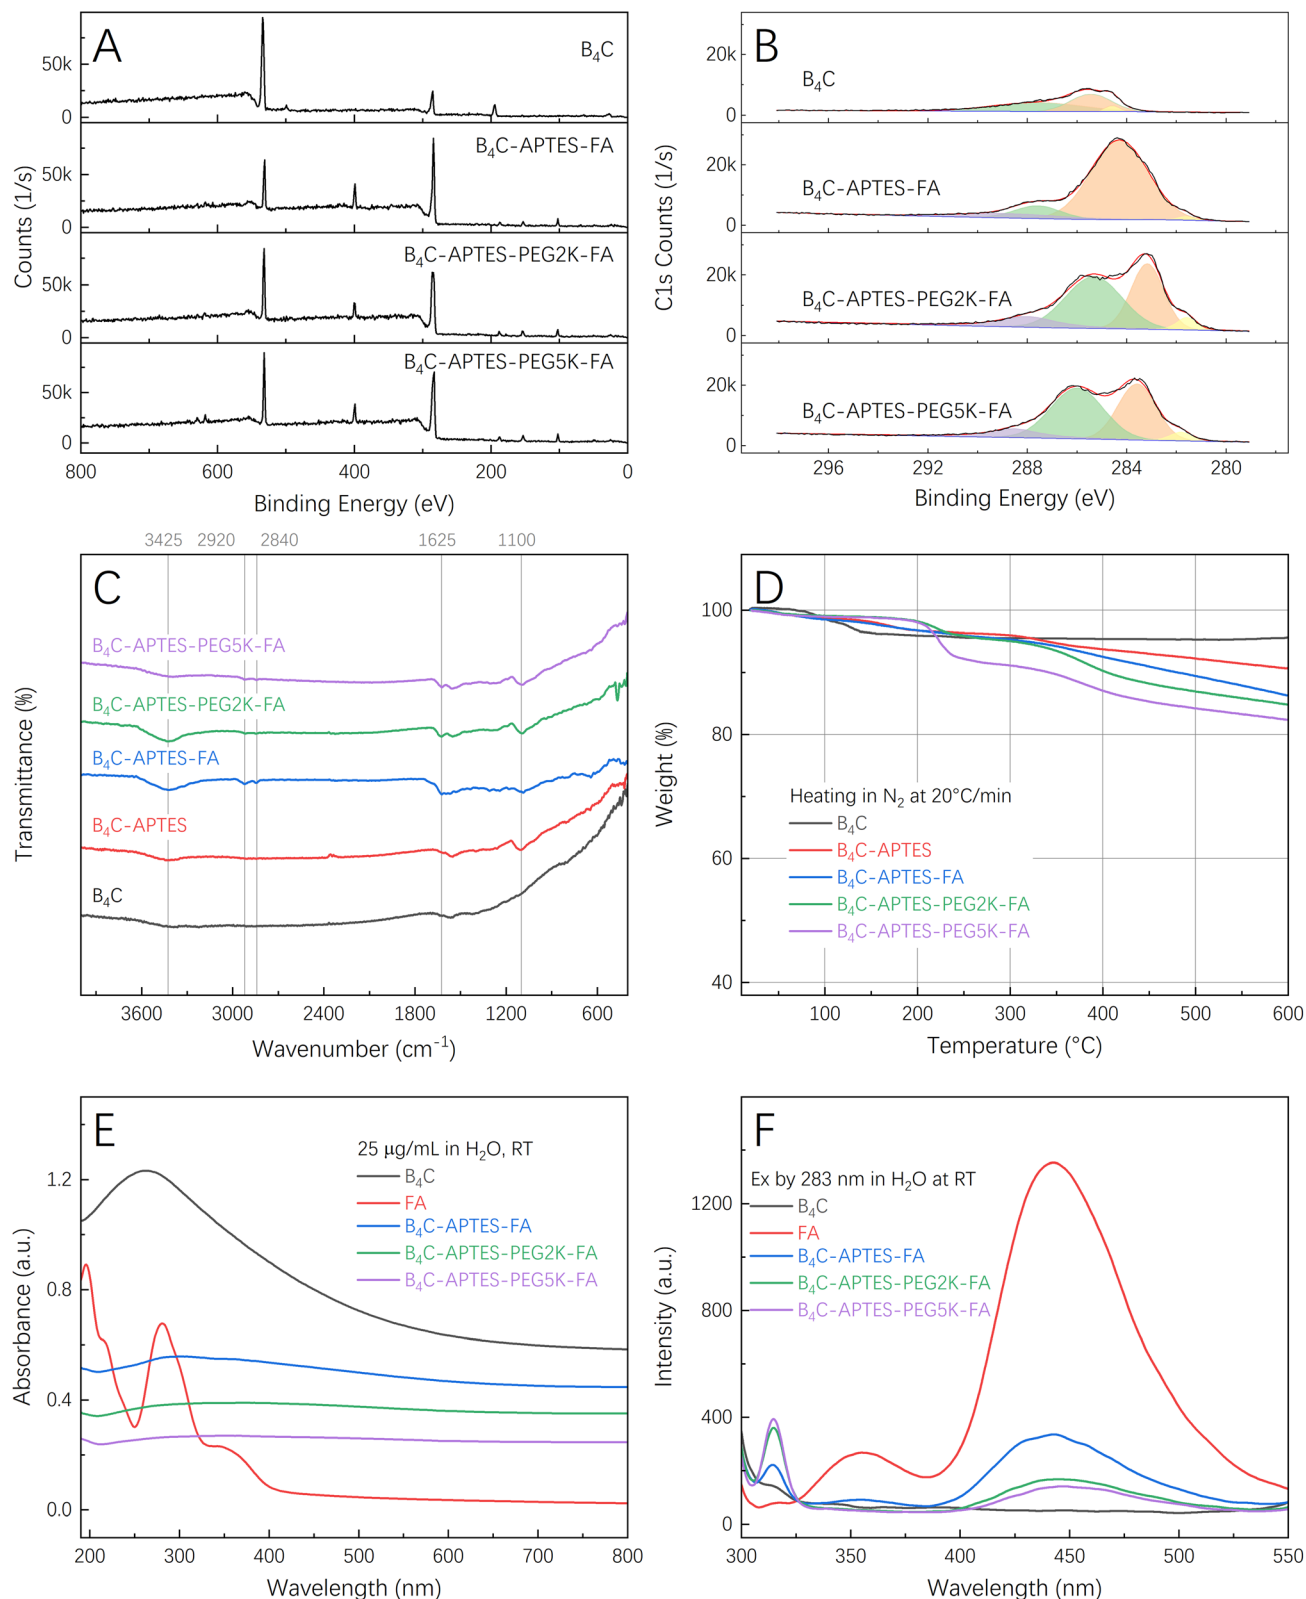 A
B₄C
B₄C-APTES-FA
B₄C-APTES-PEG2K-FA
B₄C-APTES-PEG5K-FA
50k
0
50k
0
50k
0
50k
0
Counts (1/s)
800 600 400 200 0
Binding Energy (eV)
B
B₄C
B₄C-APTES-FA
B₄C-APTES-PEG2K-FA
B₄C-APTES-PEG5K-FA
20k
0
20k
0
20k
0
20k
0
C1s Counts (1/s)
296 292 288 284 280
Binding Energy (eV)
3425 2920 2840 1625 1100
C
B₄C-APTES-PEG5K-FA
B₄C-APTES-PEG2K-FA
B₄C-APTES-FA
B₄C-APTES
B₄C
Transmittance (%)
3600 3000 2400 1800 1200 600
Wavenumber (cm⁻¹)
D
100
80
60
40
Weight (%)
Heating in N₂ at 20°C/min
B₄C
B₄C-APTES
B₄C-APTES-FA
B₄C-APTES-PEG2K-FA
B₄C-APTES-PEG5K-FA
100 200 300 400 500 600
Temperature (°C)
E
1.2
0.8
0.4
0.0
Absorbance (a.u.)
25 μg/mL in H₂O, RT
B₄C
FA
B₄C-APTES-FA
B₄C-APTES-PEG2K-FA
B₄C-APTES-PEG5K-FA
200 300 400 500 600 700 800
Wavelength (nm)
F
1200
800
400
0
Intensity (a.u.)
Ex by 283 nm in H₂O at RT
B₄C
FA
B₄C-APTES-FA
B₄C-APTES-PEG2K-FA
B₄C-APTES-PEG5K-FA
300 350 400 450 500 550
Wavelength (nm)